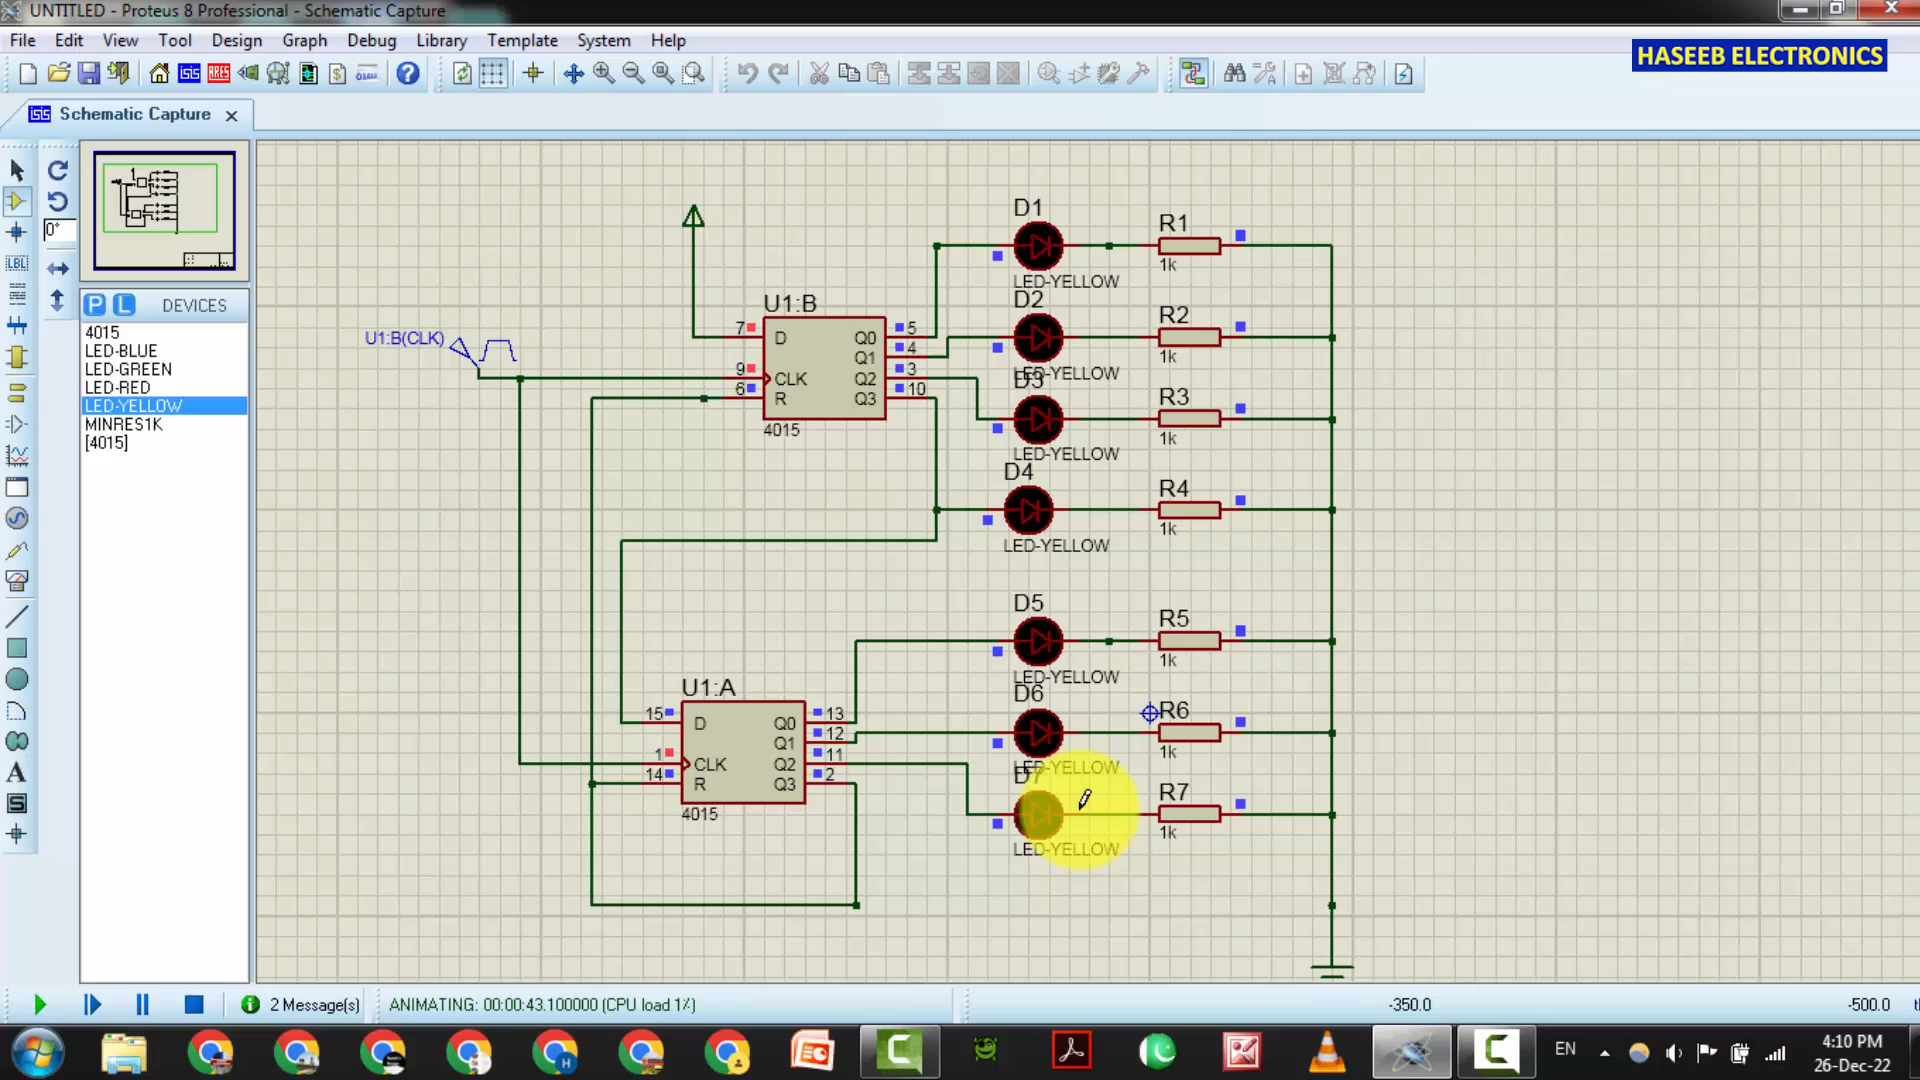 UNTITLED - Proteus 8 Professional - Schematic Capture
File Edit View Tool Design Graph Debug Library Template System Help
HASEEB ELECTRONICS
Schematic Capture
0°
P L DEVICES
4015
LED-BLUE
LED-GREEN
LED-RED
LED-YELLOW
MINRES1K
[4015]
U1:B(CLK)
U1:B
7 D Q0 5
Q1 4
9 CLK Q2 3
6 R Q3 10
4015
D1
LED-YELLOW
R1
1k
D2
LED-YELLOW
R2
1k
D3
LED-YELLOW
R3
1k
D4
LED-YELLOW
R4
1k
D5
LED-YELLOW
R5
1k
D6
LED-YELLOW
R6
1k
D7
LED-YELLOW
R7
1k
U1:A
15 D Q0 13
Q1 12
1 CLK Q2 11
14 R Q3 2
4015
2 Message(s)
ANIMATING: 00:00:43.100000 (CPU load 1%)
-350.0
-500.0
EN
4:10 PM
26-Dec-22